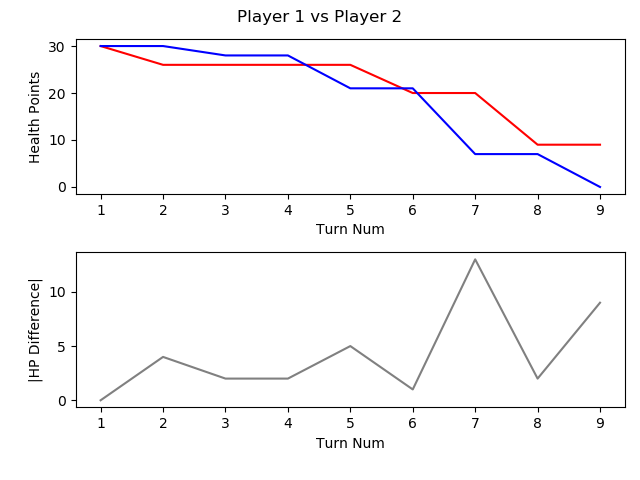 Player 1 vs Player 2
30
20
10
0
Health Points
1 2 3 4 5 6 7 8 9
Turn Num
10
5
0
|HP Difference|
1 2 3 4 5 6 7 8 9
Turn Num